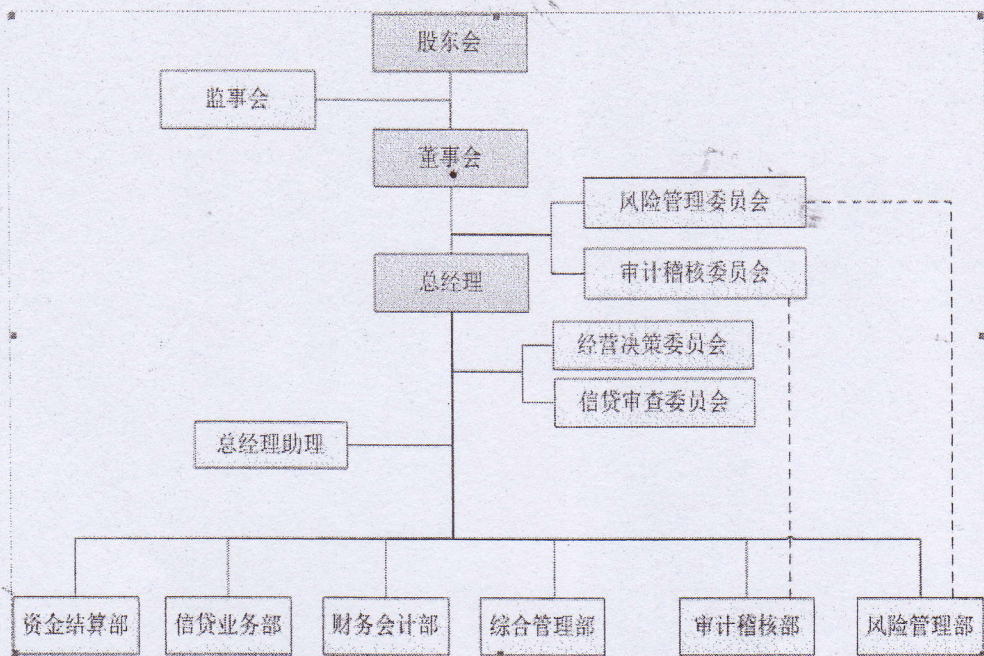 股东会
监事会
董事会
风险管理委员会
总经理
审计稽核委员会
经营决策委员会
信贷审查委员会
总经理助理
资金结算部
信贷业务部
财务会计部
综合管理部
审计稽核部
风险管理部